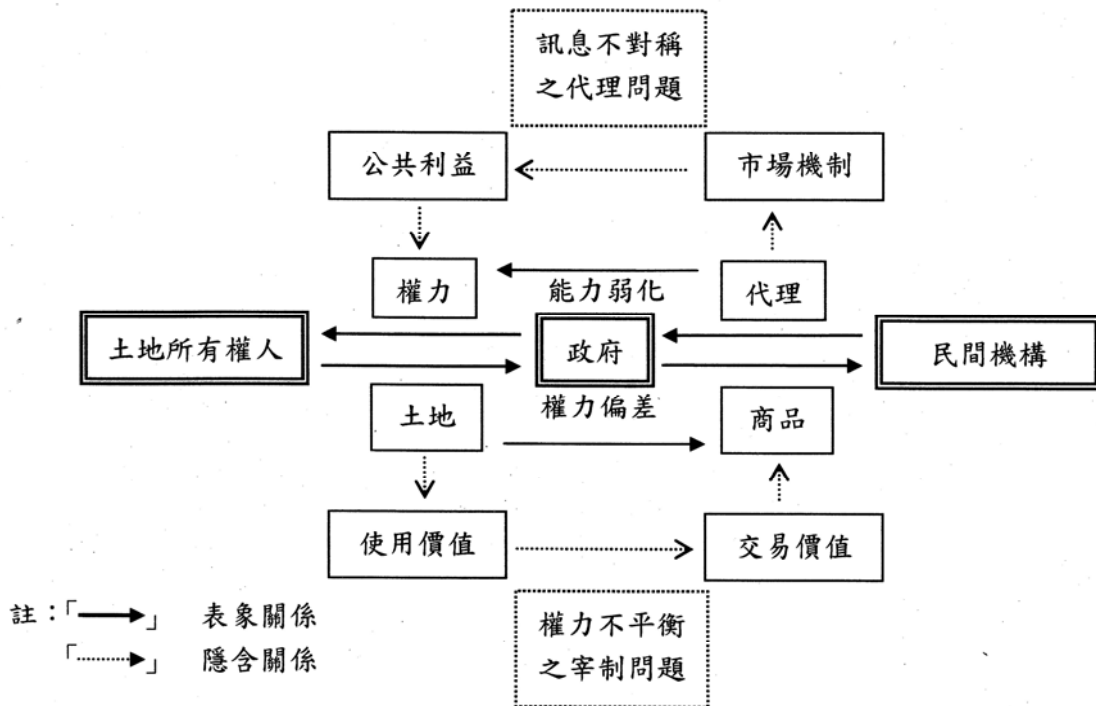 訊息不對稱
之代理問題
公共利益
市場機制
權力
能力弱化
代理
土地所有權人
政府
民間機構
土地
權力偏差
商品
使用價值
交易價值
註：「→」 表象關係
「→」 隱含關係
權力不平衡
之宰制問題